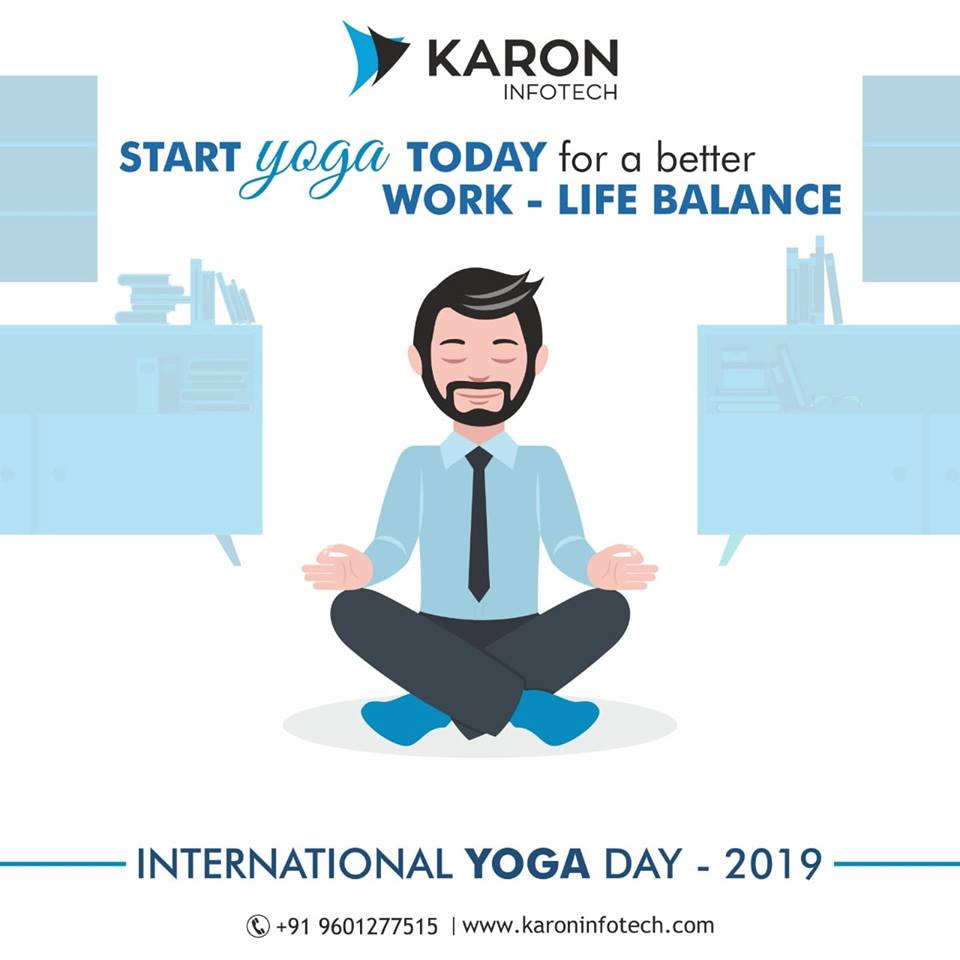 KARON
INFOTECH
START yoga TODAY for a better
WORK - LIFE BALANCE
INTERNATIONAL YOGA DAY - 2019
+91 9601277515 | www.karoninfotech.com